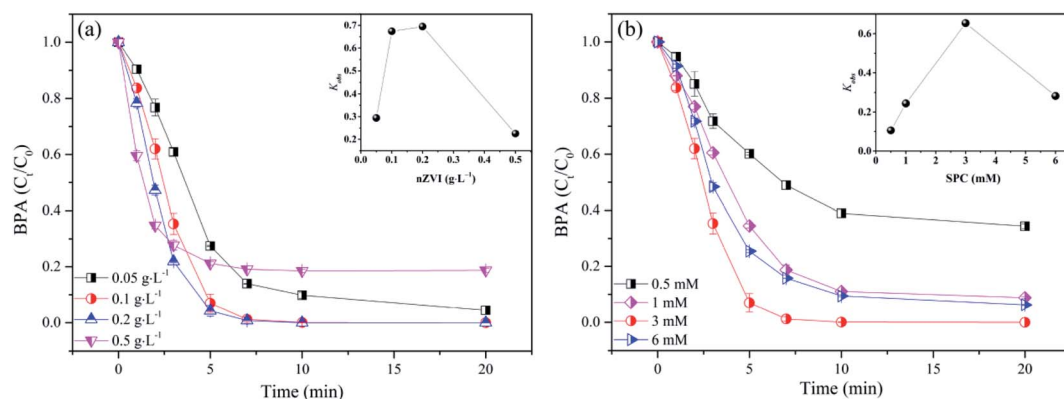 (a)
BPA (Cₜ/C₀)
1.0
0.8
0.6
0.4
0.2
0.0
0
5
10
15
20
Time (min)
0.05 g·L⁻¹
0.1 g·L⁻¹
0.2 g·L⁻¹
0.5 g·L⁻¹
K_obs
0.7
0.6
0.5
0.4
0.3
0.2
0.0
0.1
0.2
0.3
0.4
0.5
nZVI (g·L⁻¹)
(b)
BPA (Cₜ/C₀)
1.0
0.8
0.6
0.4
0.2
0.0
0
5
10
15
20
Time (min)
0.5 mM
1 mM
3 mM
6 mM
K_obs
0.6
0.4
0.2
0.0
0
1
2
3
4
5
6
SPC (mM)